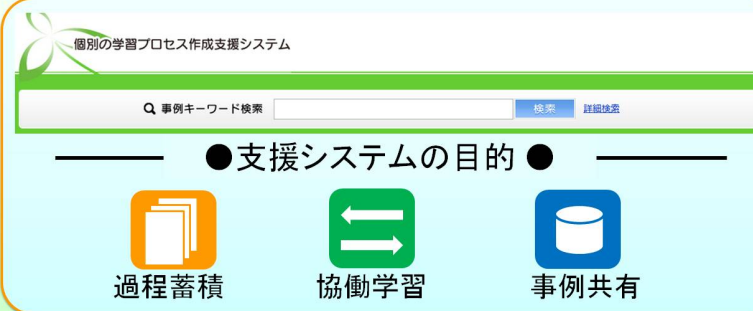 個別の学習プロセス作成支援システム
事例キーワード検索 検索 詳細検索
●支援システムの目的●
過程蓄積 協働学習 事例共有